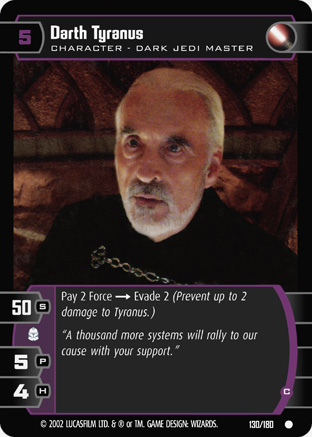 5 Darth Tyranus
CHARACTER - DARK JEDI MASTER
50 S
Pay 2 Force → Evade 2 (Prevent up to 2
damage to Tyranus.)
"A thousand more systems will rally to our
cause with your support."
5 P
4 H
C
© 2002 LUCASFILM LTD. & ® or TM. GAME DESIGN: WIZARDS. 130/180